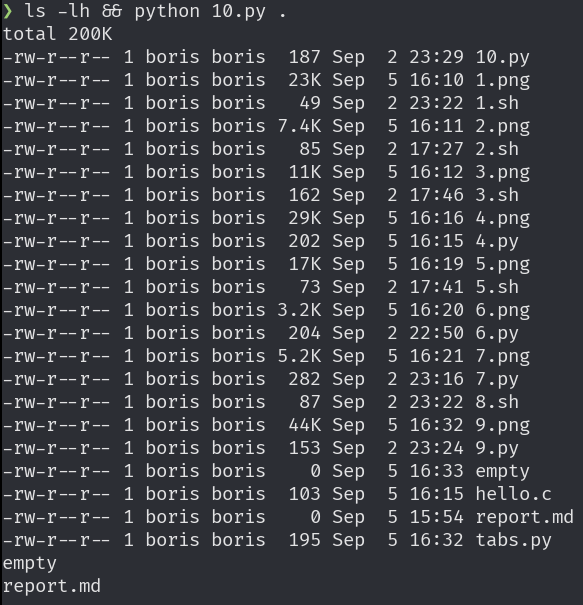 ❯ ls -lh && python 10.py .
total 200K
-rw-r--r-- 1 boris boris  187 Sep  2 23:29 10.py
-rw-r--r-- 1 boris boris  23K Sep  5 16:10 1.png
-rw-r--r-- 1 boris boris   49 Sep  2 23:22 1.sh
-rw-r--r-- 1 boris boris 7.4K Sep  5 16:11 2.png
-rw-r--r-- 1 boris boris   85 Sep  2 17:27 2.sh
-rw-r--r-- 1 boris boris  11K Sep  5 16:12 3.png
-rw-r--r-- 1 boris boris  162 Sep  2 17:46 3.sh
-rw-r--r-- 1 boris boris  29K Sep  5 16:16 4.png
-rw-r--r-- 1 boris boris  202 Sep  5 16:15 4.py
-rw-r--r-- 1 boris boris  17K Sep  5 16:19 5.png
-rw-r--r-- 1 boris boris   73 Sep  2 17:41 5.sh
-rw-r--r-- 1 boris boris 3.2K Sep  5 16:20 6.png
-rw-r--r-- 1 boris boris  204 Sep  2 22:50 6.py
-rw-r--r-- 1 boris boris 5.2K Sep  5 16:21 7.png
-rw-r--r-- 1 boris boris  282 Sep  2 23:16 7.py
-rw-r--r-- 1 boris boris   87 Sep  2 23:22 8.sh
-rw-r--r-- 1 boris boris  44K Sep  5 16:32 9.png
-rw-r--r-- 1 boris boris  153 Sep  2 23:24 9.py
-rw-r--r-- 1 boris boris    0 Sep  5 16:33 empty
-rw-r--r-- 1 boris boris  103 Sep  5 16:15 hello.c
-rw-r--r-- 1 boris boris    0 Sep  5 15:54 report.md
-rw-r--r-- 1 boris boris  195 Sep  5 16:32 tabs.py
empty
report.md